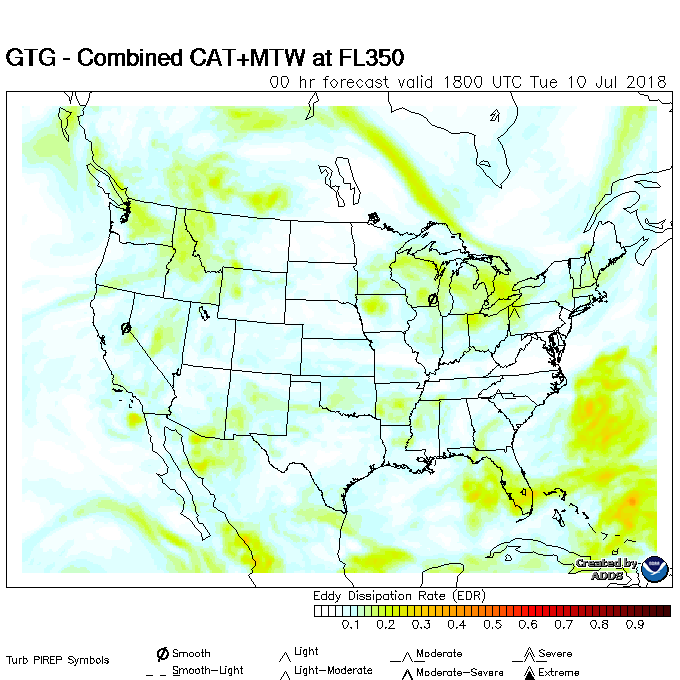 GTG - Combined CAT+MTW at FL350
00 hr forecast valid 1800 UTC Tue 10 Jul 2018
Created by
ADDS
Eddy Dissipation Rate (EDR)
0.1 0.2 0.3 0.4 0.5 0.6 0.7 0.8 0.9
Turb PIREP Symbols
Smooth Light Moderate Severe
Smooth-Light Light-Moderate Moderate-Severe Extreme